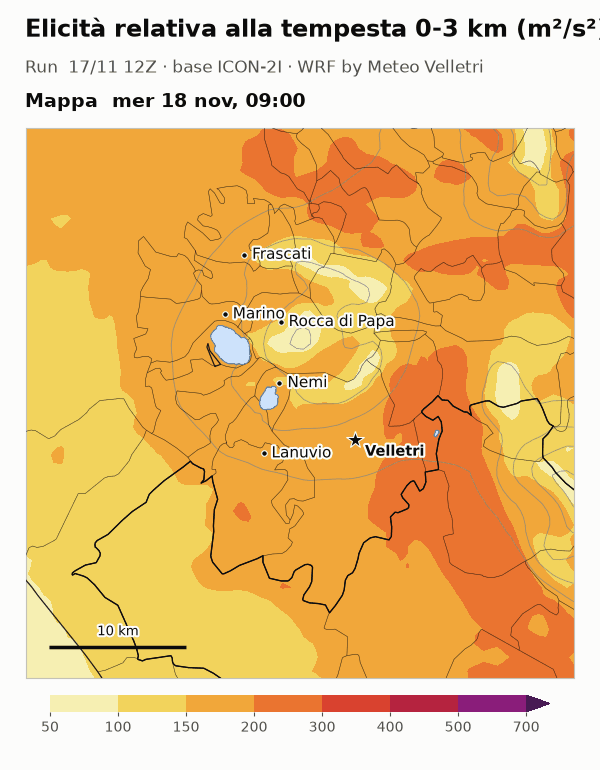 Elicità relativa alla tempesta 0-3 km (m²/s²)
Run 17/11 12Z · base ICON-2I · WRF by Meteo Velletri
Mappa mer 18 nov, 09:00
Frascati
Marino
Rocca di Papa
Nemi
Lanuvio
Velletri
10 km
50 100 150 200 300 400 500 700